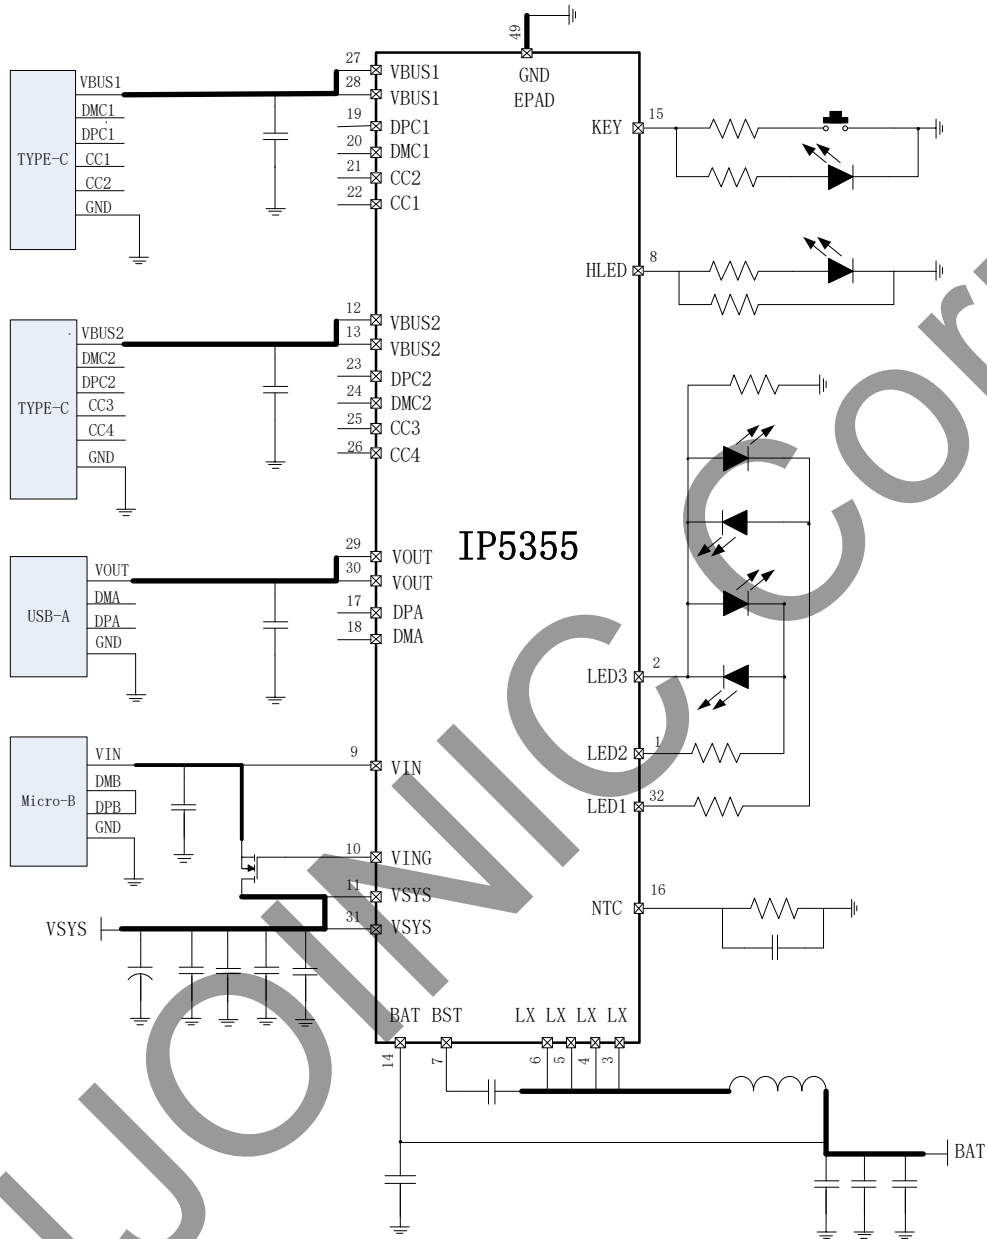 49
GND
EPAD
TYPE-C
VBUS1
DMC1
DPC1
CC1
CC2
GND
27 VBUS1
28 VBUS1
19 DPC1
20 DMC1
21 CC2
22 CC1
TYPE-C
VBUS2
DMC2
DPC2
CC3
CC4
GND
12 VBUS2
13 VBUS2
23 DPC2
24 DMC2
25 CC3
26 CC4
USB-A
VOUT
DMA
DPA
GND
29 VOUT
30 VOUT
17 DPA
18 DMA
Micro-B
VIN
DMB
DPB
GND
9 VIN
10 VING
11 VSYS
31 VSYS
VSYS
IP5355
KEY 15
HLED 8
LED3 2
LED2 1
LED1 32
NTC 16
BAT BST LX LX LX LX
14 7 6 5 4 3
BAT
UOINIC Cor